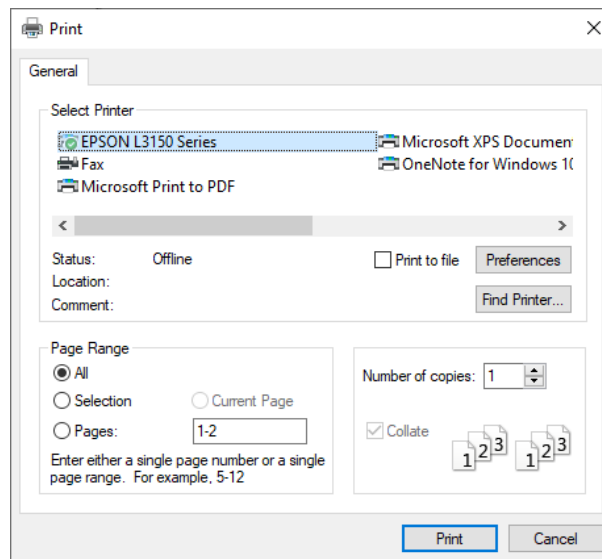 Print
General
Select Printer
EPSON L3150 Series
Microsoft XPS Documen
Fax
OneNote for Windows 10
Microsoft Print to PDF
Status: Offline
Print to file
Preferences
Location:
Comment:
Find Printer...
Page Range
All
Selection
Current Page
Pages: 1-2
Enter either a single page number or a single
page range. For example, 5-12
Number of copies: 1
Collate
1 2 3 1 2 3
Print
Cancel